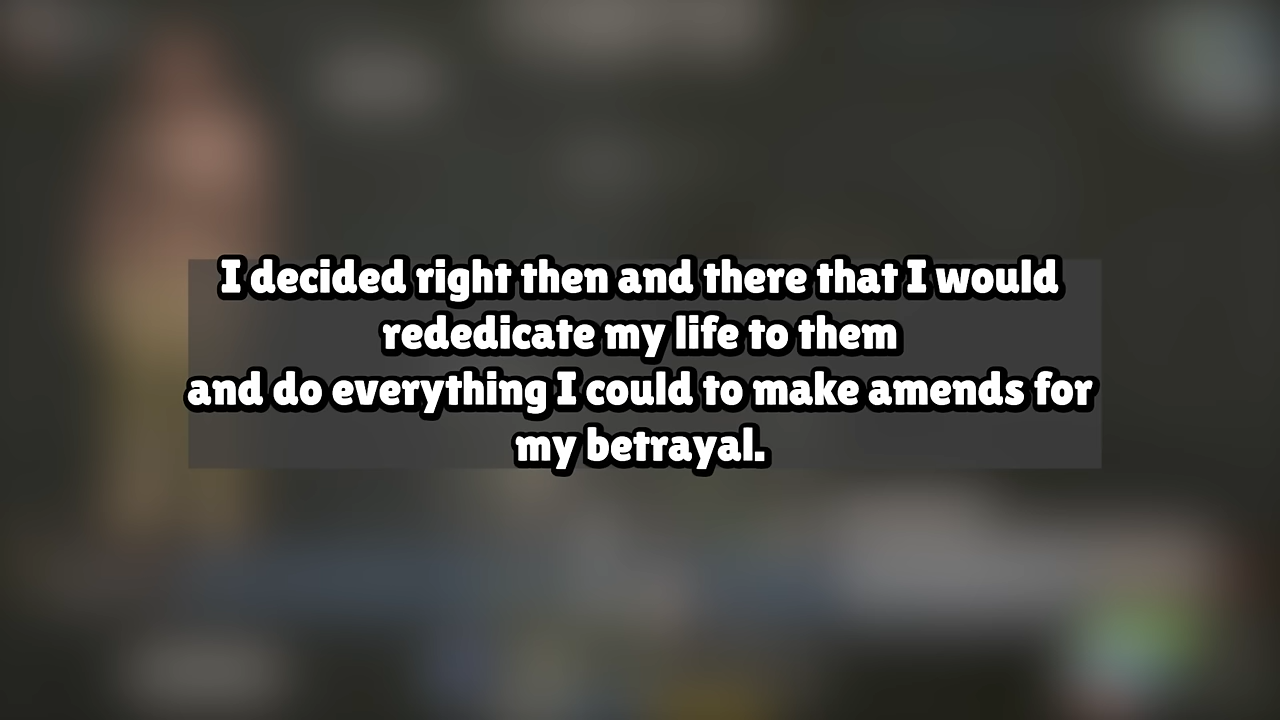 I decided right then and there that I would
rededicate my life to them
and do everything I could to make amends for
my betrayal.